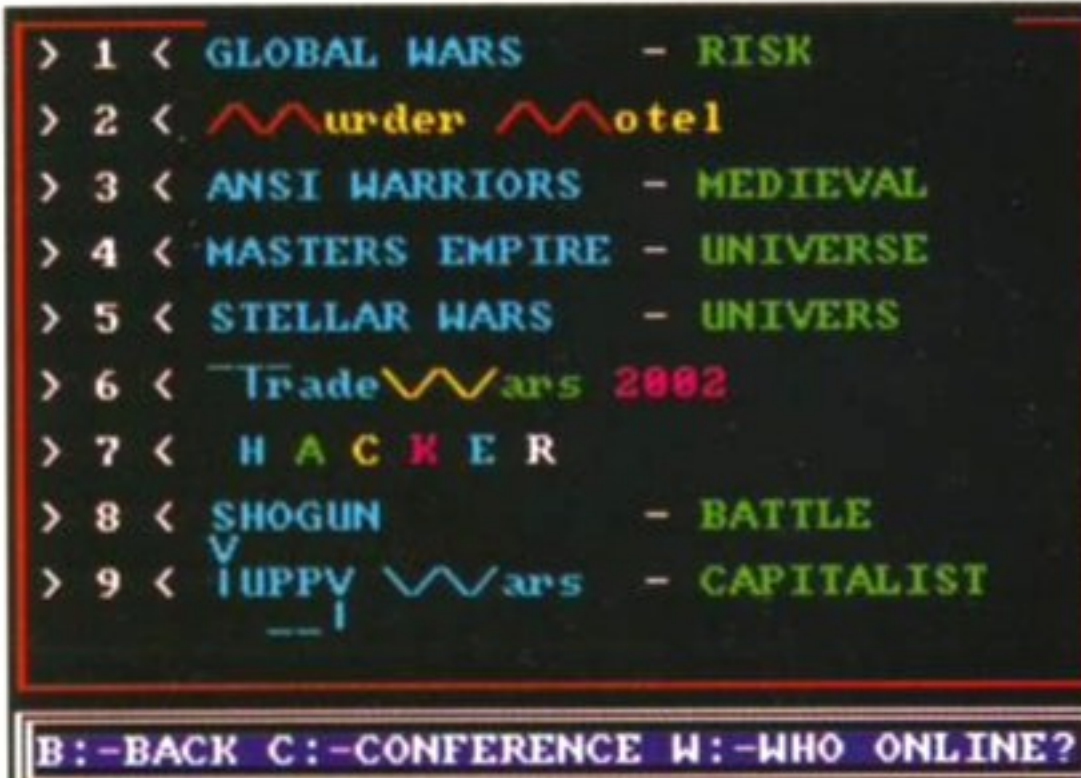 > 1 < GLOBAL WARS - RISK
> 2 < Murder Motel
> 3 < ANSI WARRIORS - MEDIEVAL
> 4 < MASTERS EMPIRE - UNIVERSE
> 5 < STELLAR WARS - UNIVERS
> 6 < TradeWars 2002
> 7 < H A C K E R
> 8 < SHOGUN - BATTLE
> 9 < YUPPY Wars - CAPITALIST
B:-BACK C:-CONFERENCE W:-WHO ONLINE?